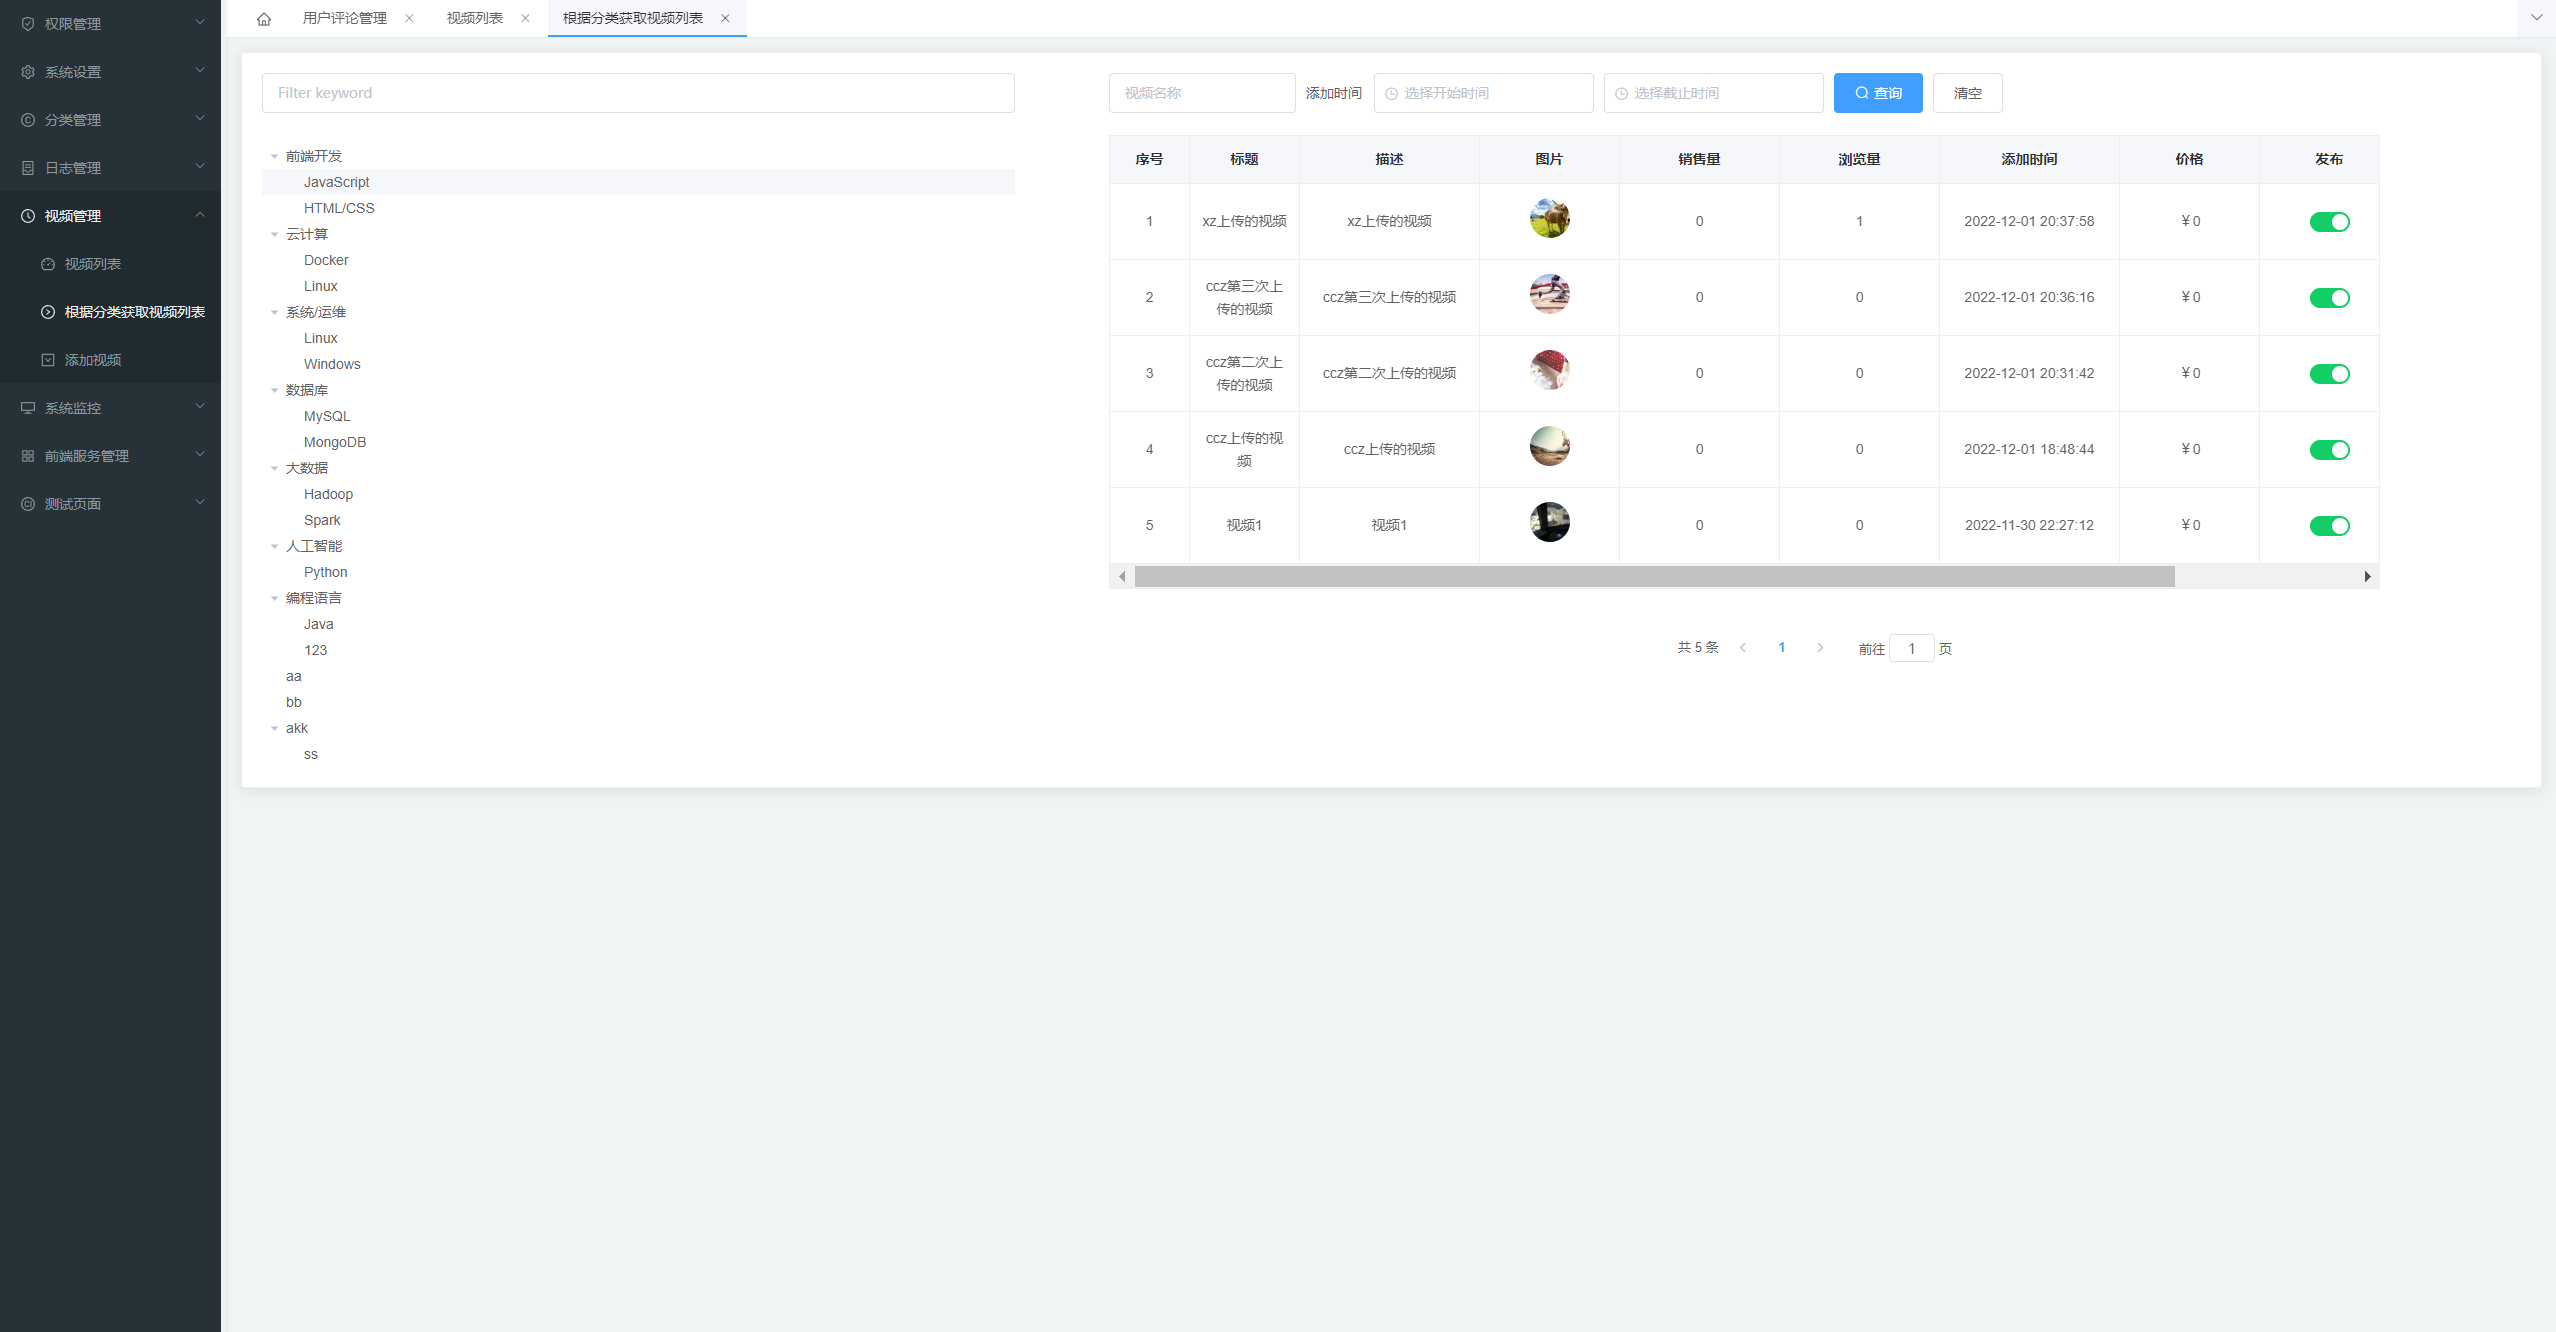 权限管理
系统设置
分类管理
日志管理
视频管理
视频列表
根据分类获取视频列表
添加视频
系统监控
前端服务管理
测试页面
用户评论管理 视频列表 根据分类获取视频列表
Filter keyword
前端开发
JavaScript
HTML/CSS
云计算
Docker
Linux
系统/运维
Linux
Windows
数据库
MySQL
MongoDB
大数据
Hadoop
Spark
人工智能
Python
编程语言
Java
123
aa
bb
akk
ss
视频名称 添加时间 选择开始时间 选择截止时间 查询 清空
序号 标题 描述 图片 销售量 浏览量 添加时间 价格 发布
1 xz上传的视频 xz上传的视频 0 1 2022-12-01 20:37:58 ¥0
2 ccz第三次上传的视频 ccz第三次上传的视频 0 0 2022-12-01 20:36:16 ¥0
3 ccz第二次上传的视频 ccz第二次上传的视频 0 0 2022-12-01 20:31:42 ¥0
4 ccz上传的视频 ccz上传的视频 0 0 2022-12-01 18:48:44 ¥0
5 视频1 视频1 0 0 2022-11-30 22:27:12 ¥0
共 5 条 1 前往 1 页